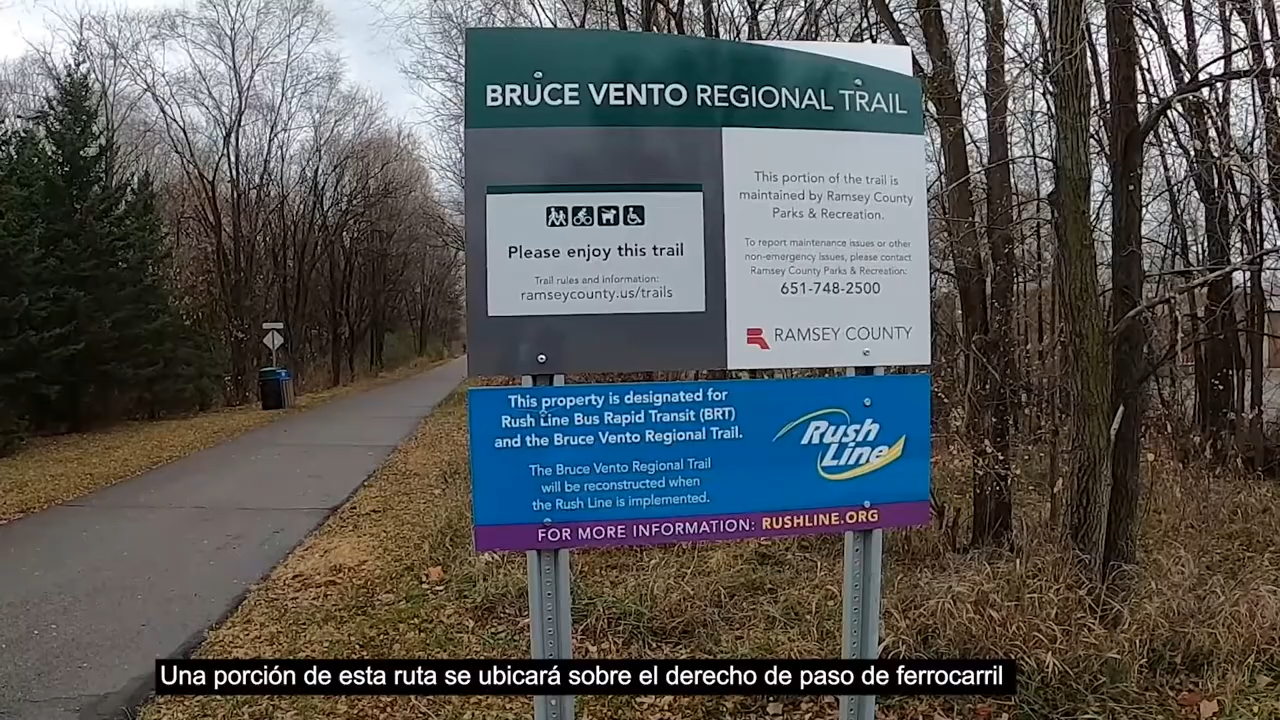 BRUCE VENTO REGIONAL TRAIL
Please enjoy this trail
Trail rules and information:
ramseycounty.us/trails
This portion of the trail is
maintained by Ramsey County
Parks & Recreation.
To report maintenance issues or other
non-emergency issues, please contact
Ramsey County Parks & Recreation:
651-748-2500
RAMSEY COUNTY
This property is designated for
Rush Line Bus Rapid Transit (BRT)
and the Bruce Vento Regional Trail.
The Bruce Vento Regional Trail
will be reconstructed when
the Rush Line is implemented.
Rush
Line
FOR MORE INFORMATION: RUSHLINE.ORG
Una porción de esta ruta se ubicará sobre el derecho de paso de ferrocarril